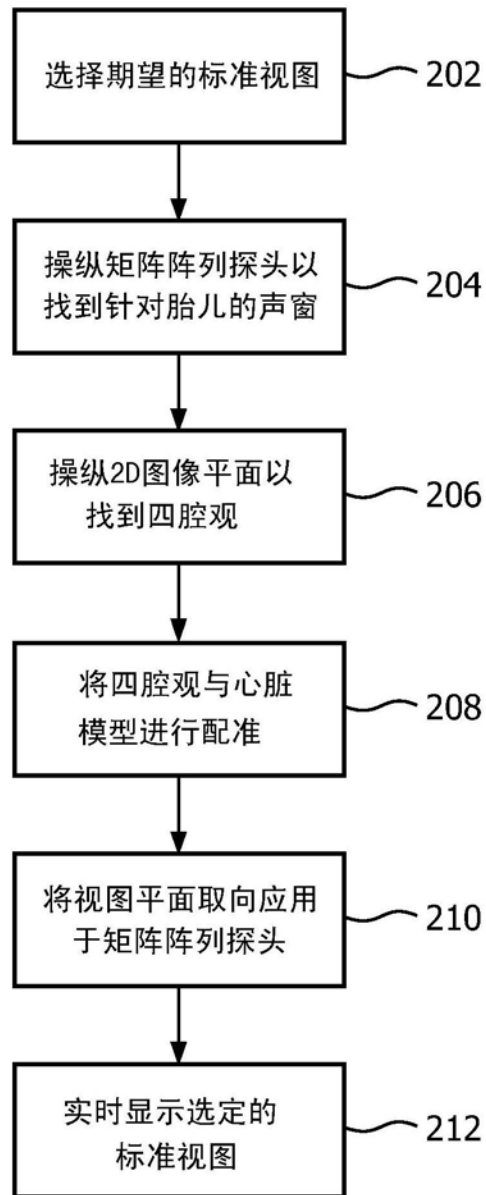 选择期望的标准视图
202
操纵矩阵阵列探头以
找到针对胎儿的声窗
204
操纵2D图像平面以
找到四腔观
206
将四腔观与心脏
模型进行配准
208
将视图平面取向应用
于矩阵阵列探头
210
实时显示选定的
标准视图
212